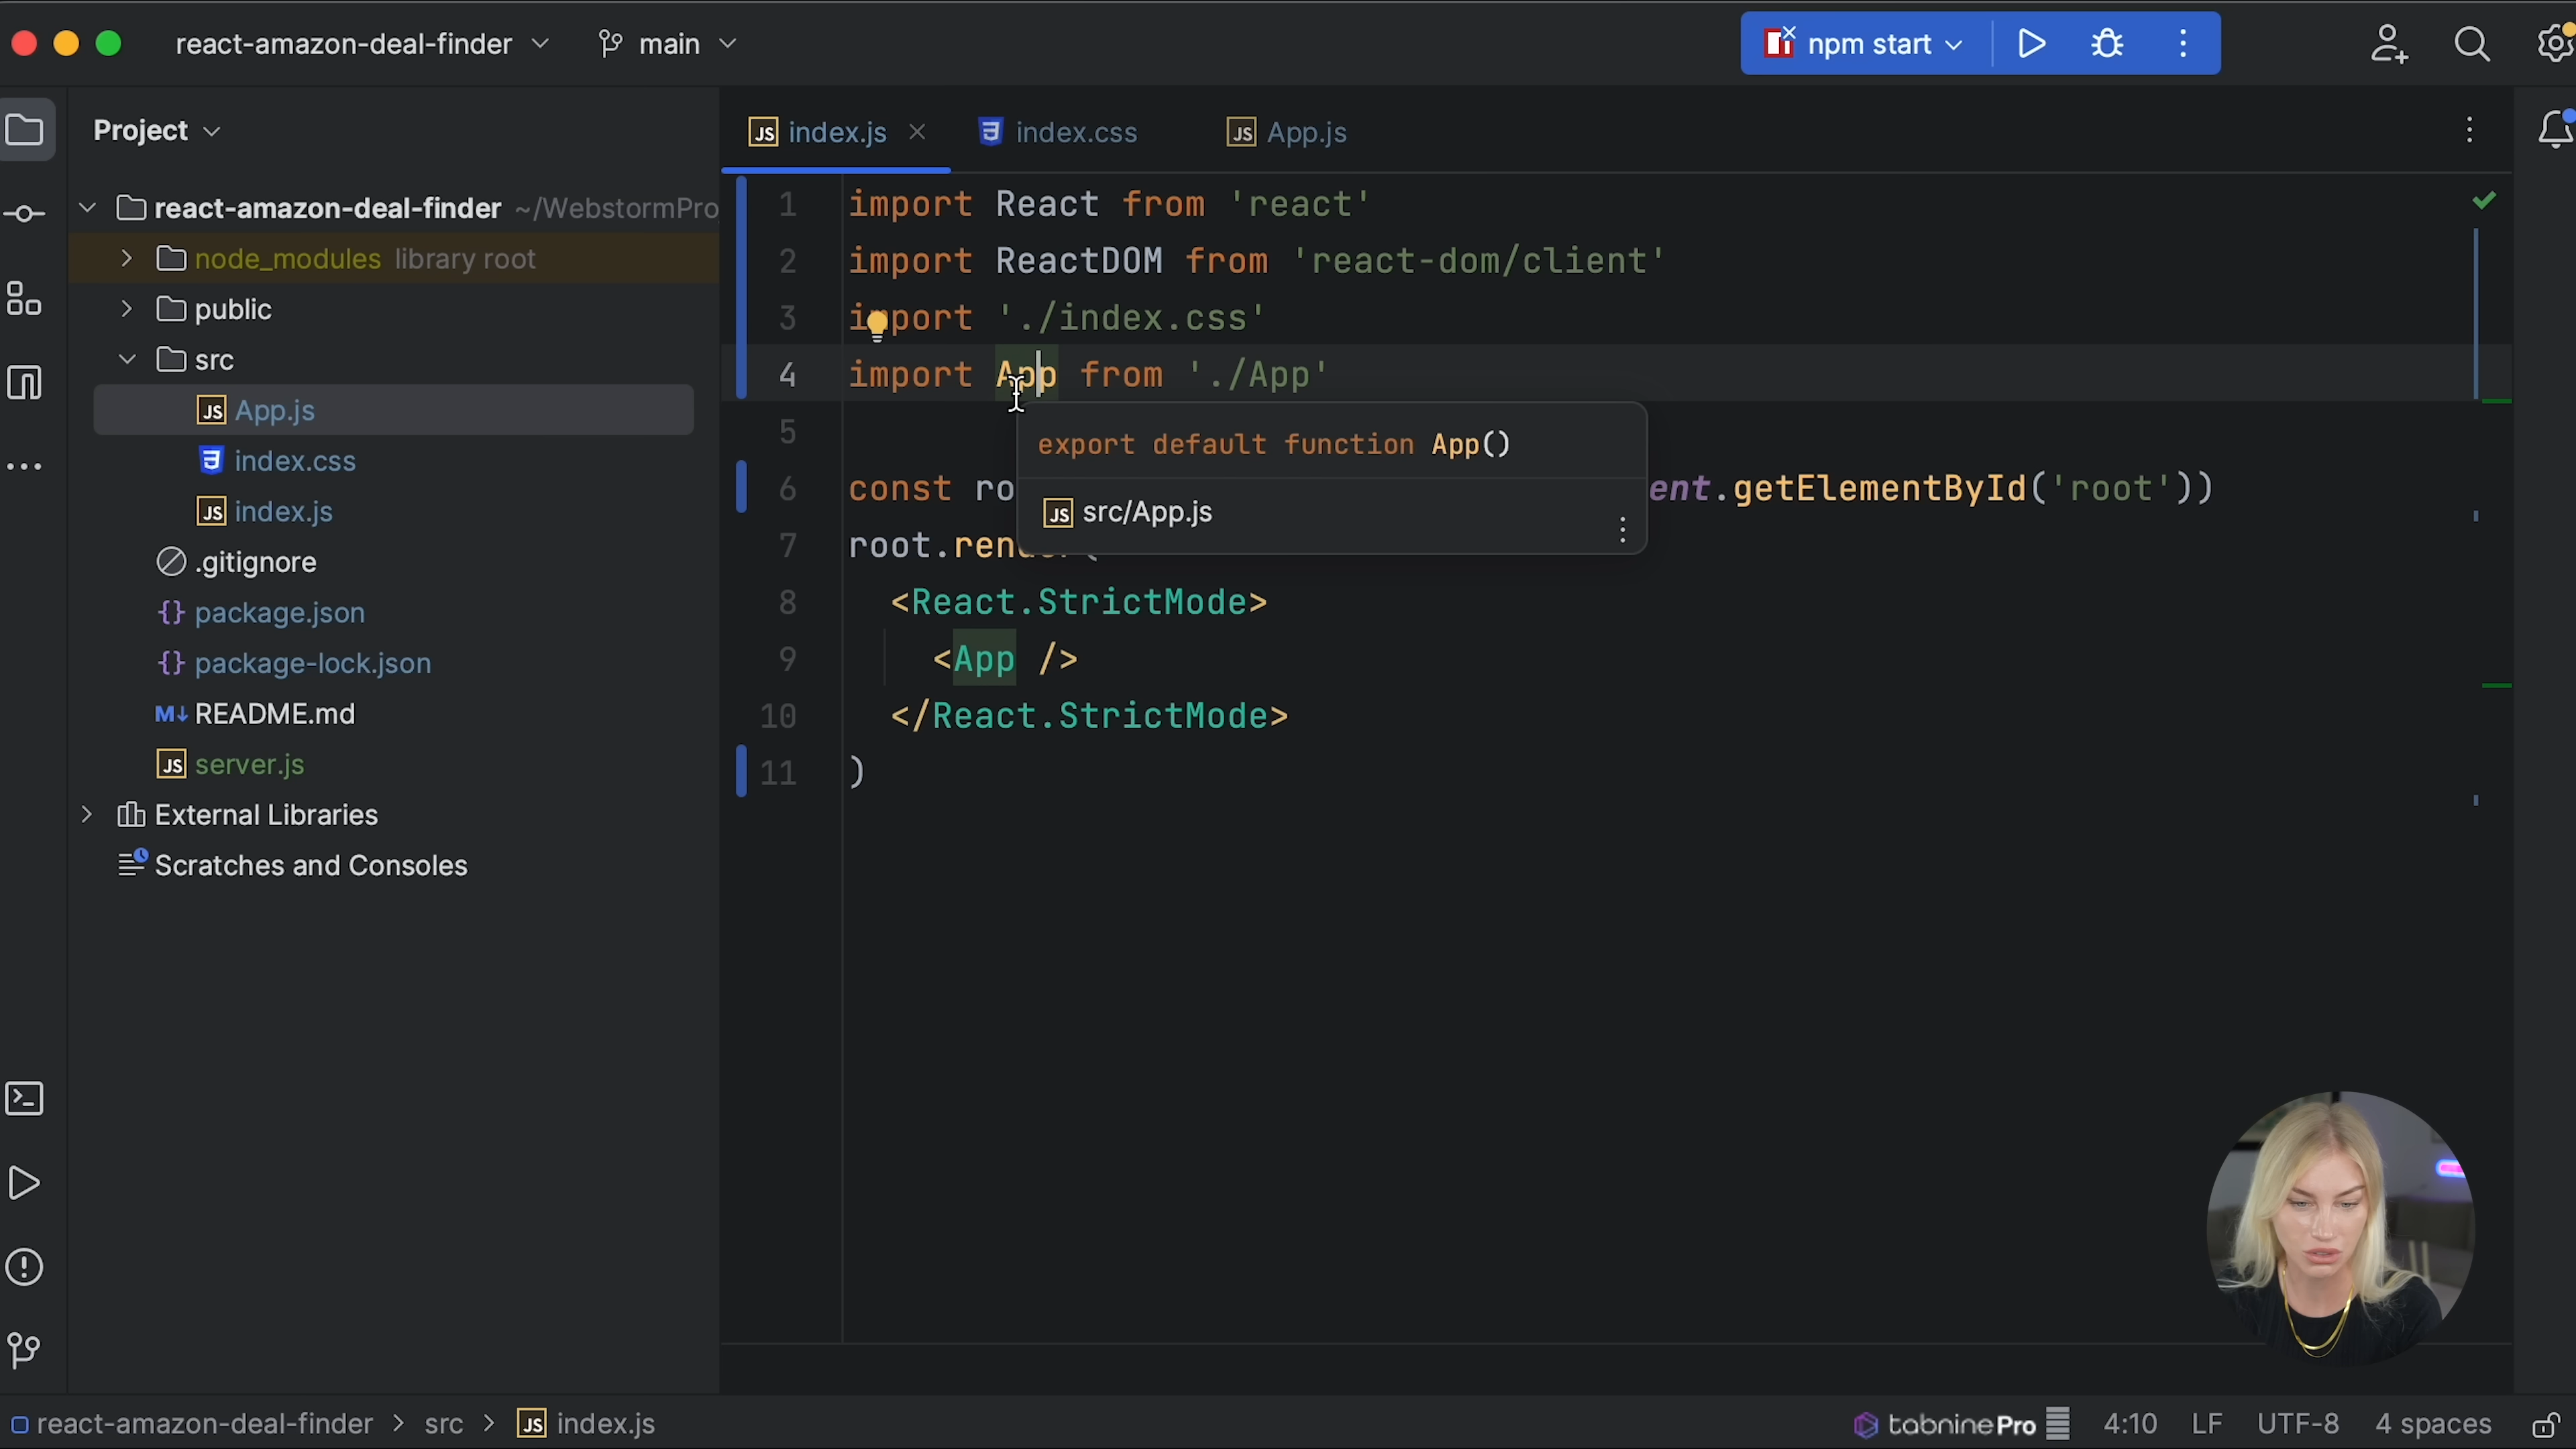 react-amazon-deal-finder main npm start
Project
index.js index.css App.js
react-amazon-deal-finder ~/WebstormPro
node_modules library root
public
src
App.js
index.css
index.js
.gitignore
package.json
package-lock.json
README.md
server.js
External Libraries
Scratches and Consoles
1 import React from 'react'
2 import ReactDOM from 'react-dom/client'
3 import './index.css'
4 import App from './App'
5
export default function App()
src/App.js
6 const ro ent.getElementById('root'))
7 root.render(
8 <React.StrictMode>
9 <App />
10 </React.StrictMode>
11 )
react-amazon-deal-finder > src > index.js
tabnine Pro 4:10 LF UTF-8 4 spaces